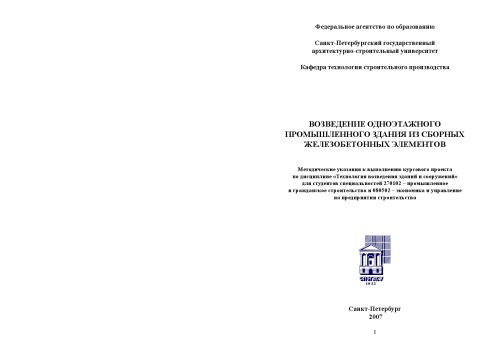 Федеральное агентство по образованию
Санкт-Петербургский государственный
архитектурно-строительный университет
Кафедра технологии строительного производства
ВОЗВЕДЕНИЕ ОДНОЭТАЖНОГО
ПРОМЫШЛЕННОГО ЗДАНИЯ ИЗ СБОРНЫХ
ЖЕЛЕЗОБЕТОННЫХ ЭЛЕМЕНТОВ
Методические указания к выполнению курсового проекта
по дисциплине «Технология возведения зданий и сооружений»
для студентов специальностей 270102 – промышленное
и гражданское строительство и 080502 – экономика и управление
на предприятии строительства
СПбГАСУ
1832
Санкт-Петербург
2007
1